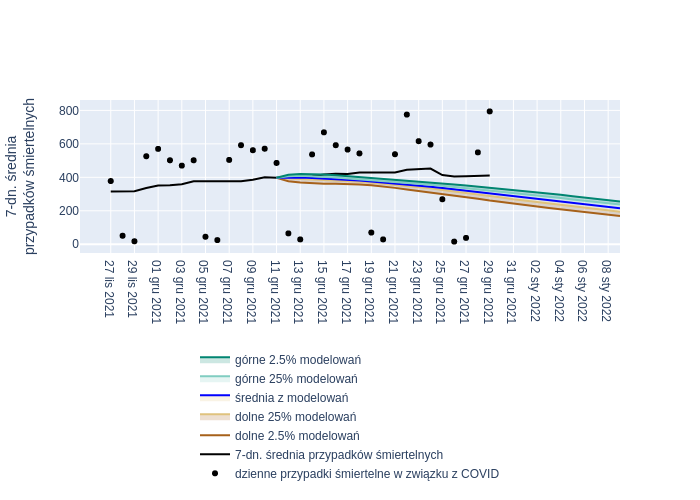 7-dn. średnia
przypadków śmiertelnych
800
600
400
200
0
27 lis 2021
29 lis 2021
01 gru 2021
03 gru 2021
05 gru 2021
07 gru 2021
09 gru 2021
11 gru 2021
13 gru 2021
15 gru 2021
17 gru 2021
19 gru 2021
21 gru 2021
23 gru 2021
25 gru 2021
27 gru 2021
29 gru 2021
31 gru 2021
02 sty 2022
04 sty 2022
06 sty 2022
08 sty 2022
górne 2.5% modelowań
górne 25% modelowań
średnia z modelowań
dolne 25% modelowań
dolne 2.5% modelowań
7-dn. średnia przypadków śmiertelnych
dzienne przypadki śmiertelne w związku z COVID